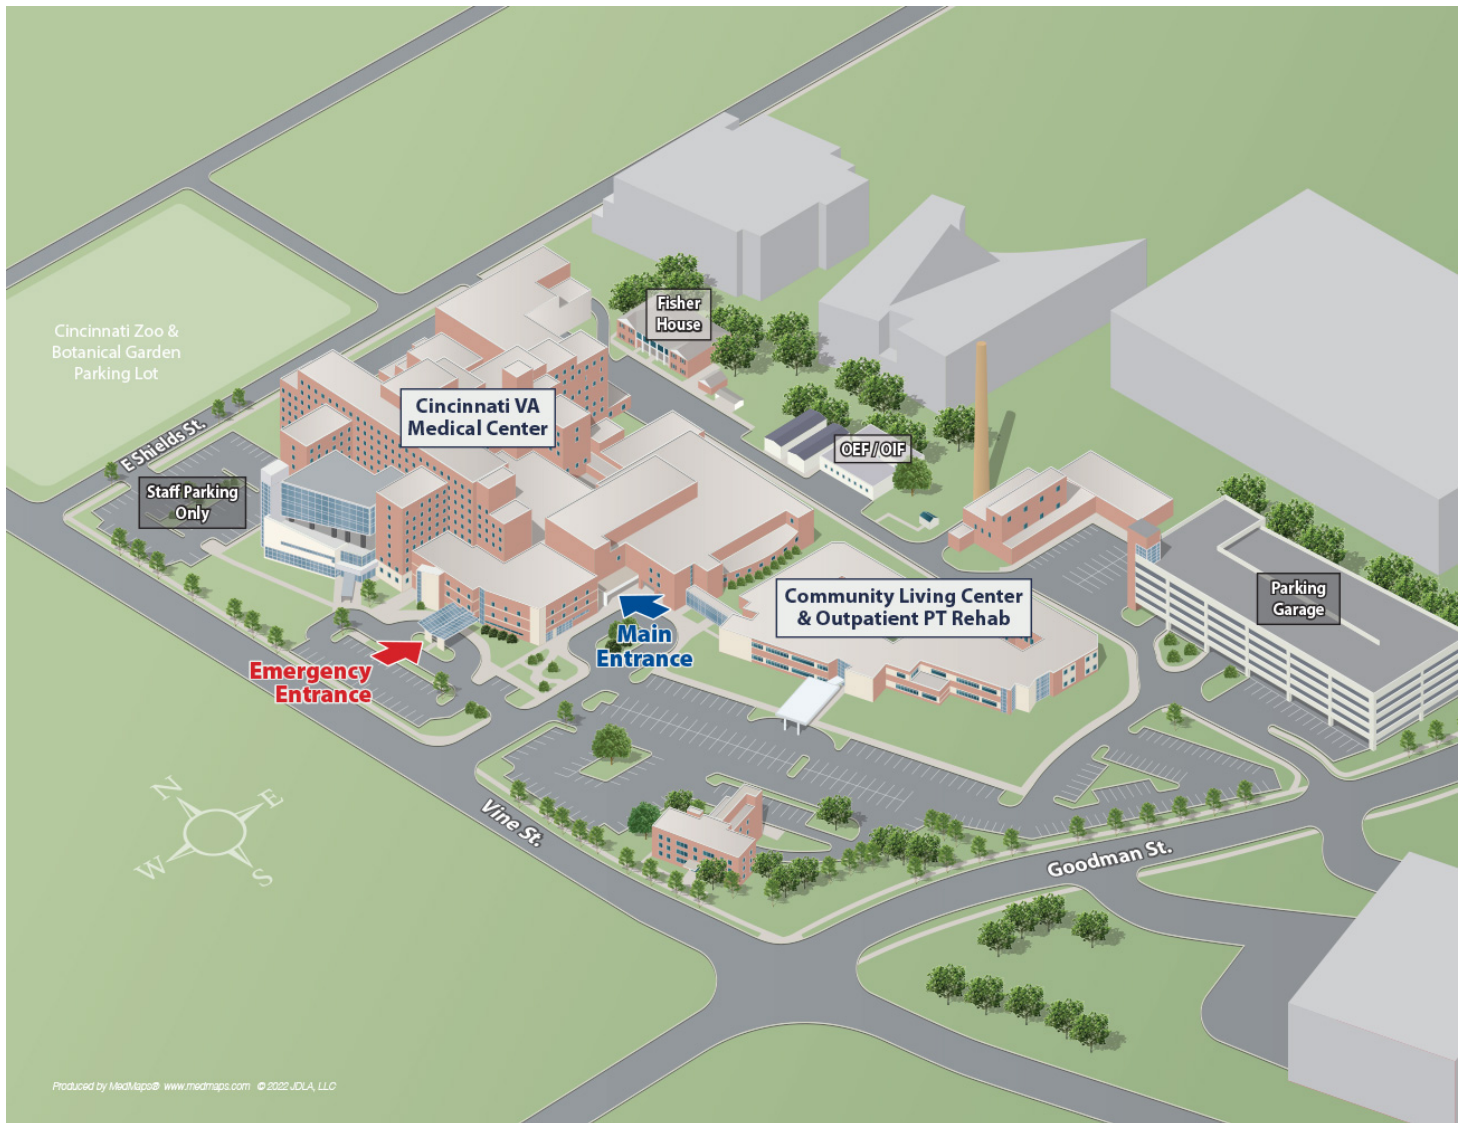 Fisher
House
Cincinnati Zoo &
Botanical Garden
Parking Lot
Cincinnati VA
Medical Center
E Shields St.
OEF / OIF
Staff Parking
Only
Parking
Garage
Community Living Center
& Outpatient PT Rehab
Main
Entrance
Emergency
Entrance
N
E
W
S
Vine St.
Goodman St.
Produced by MedMaps® www.medmaps.com © 2022 JDLA, LLC